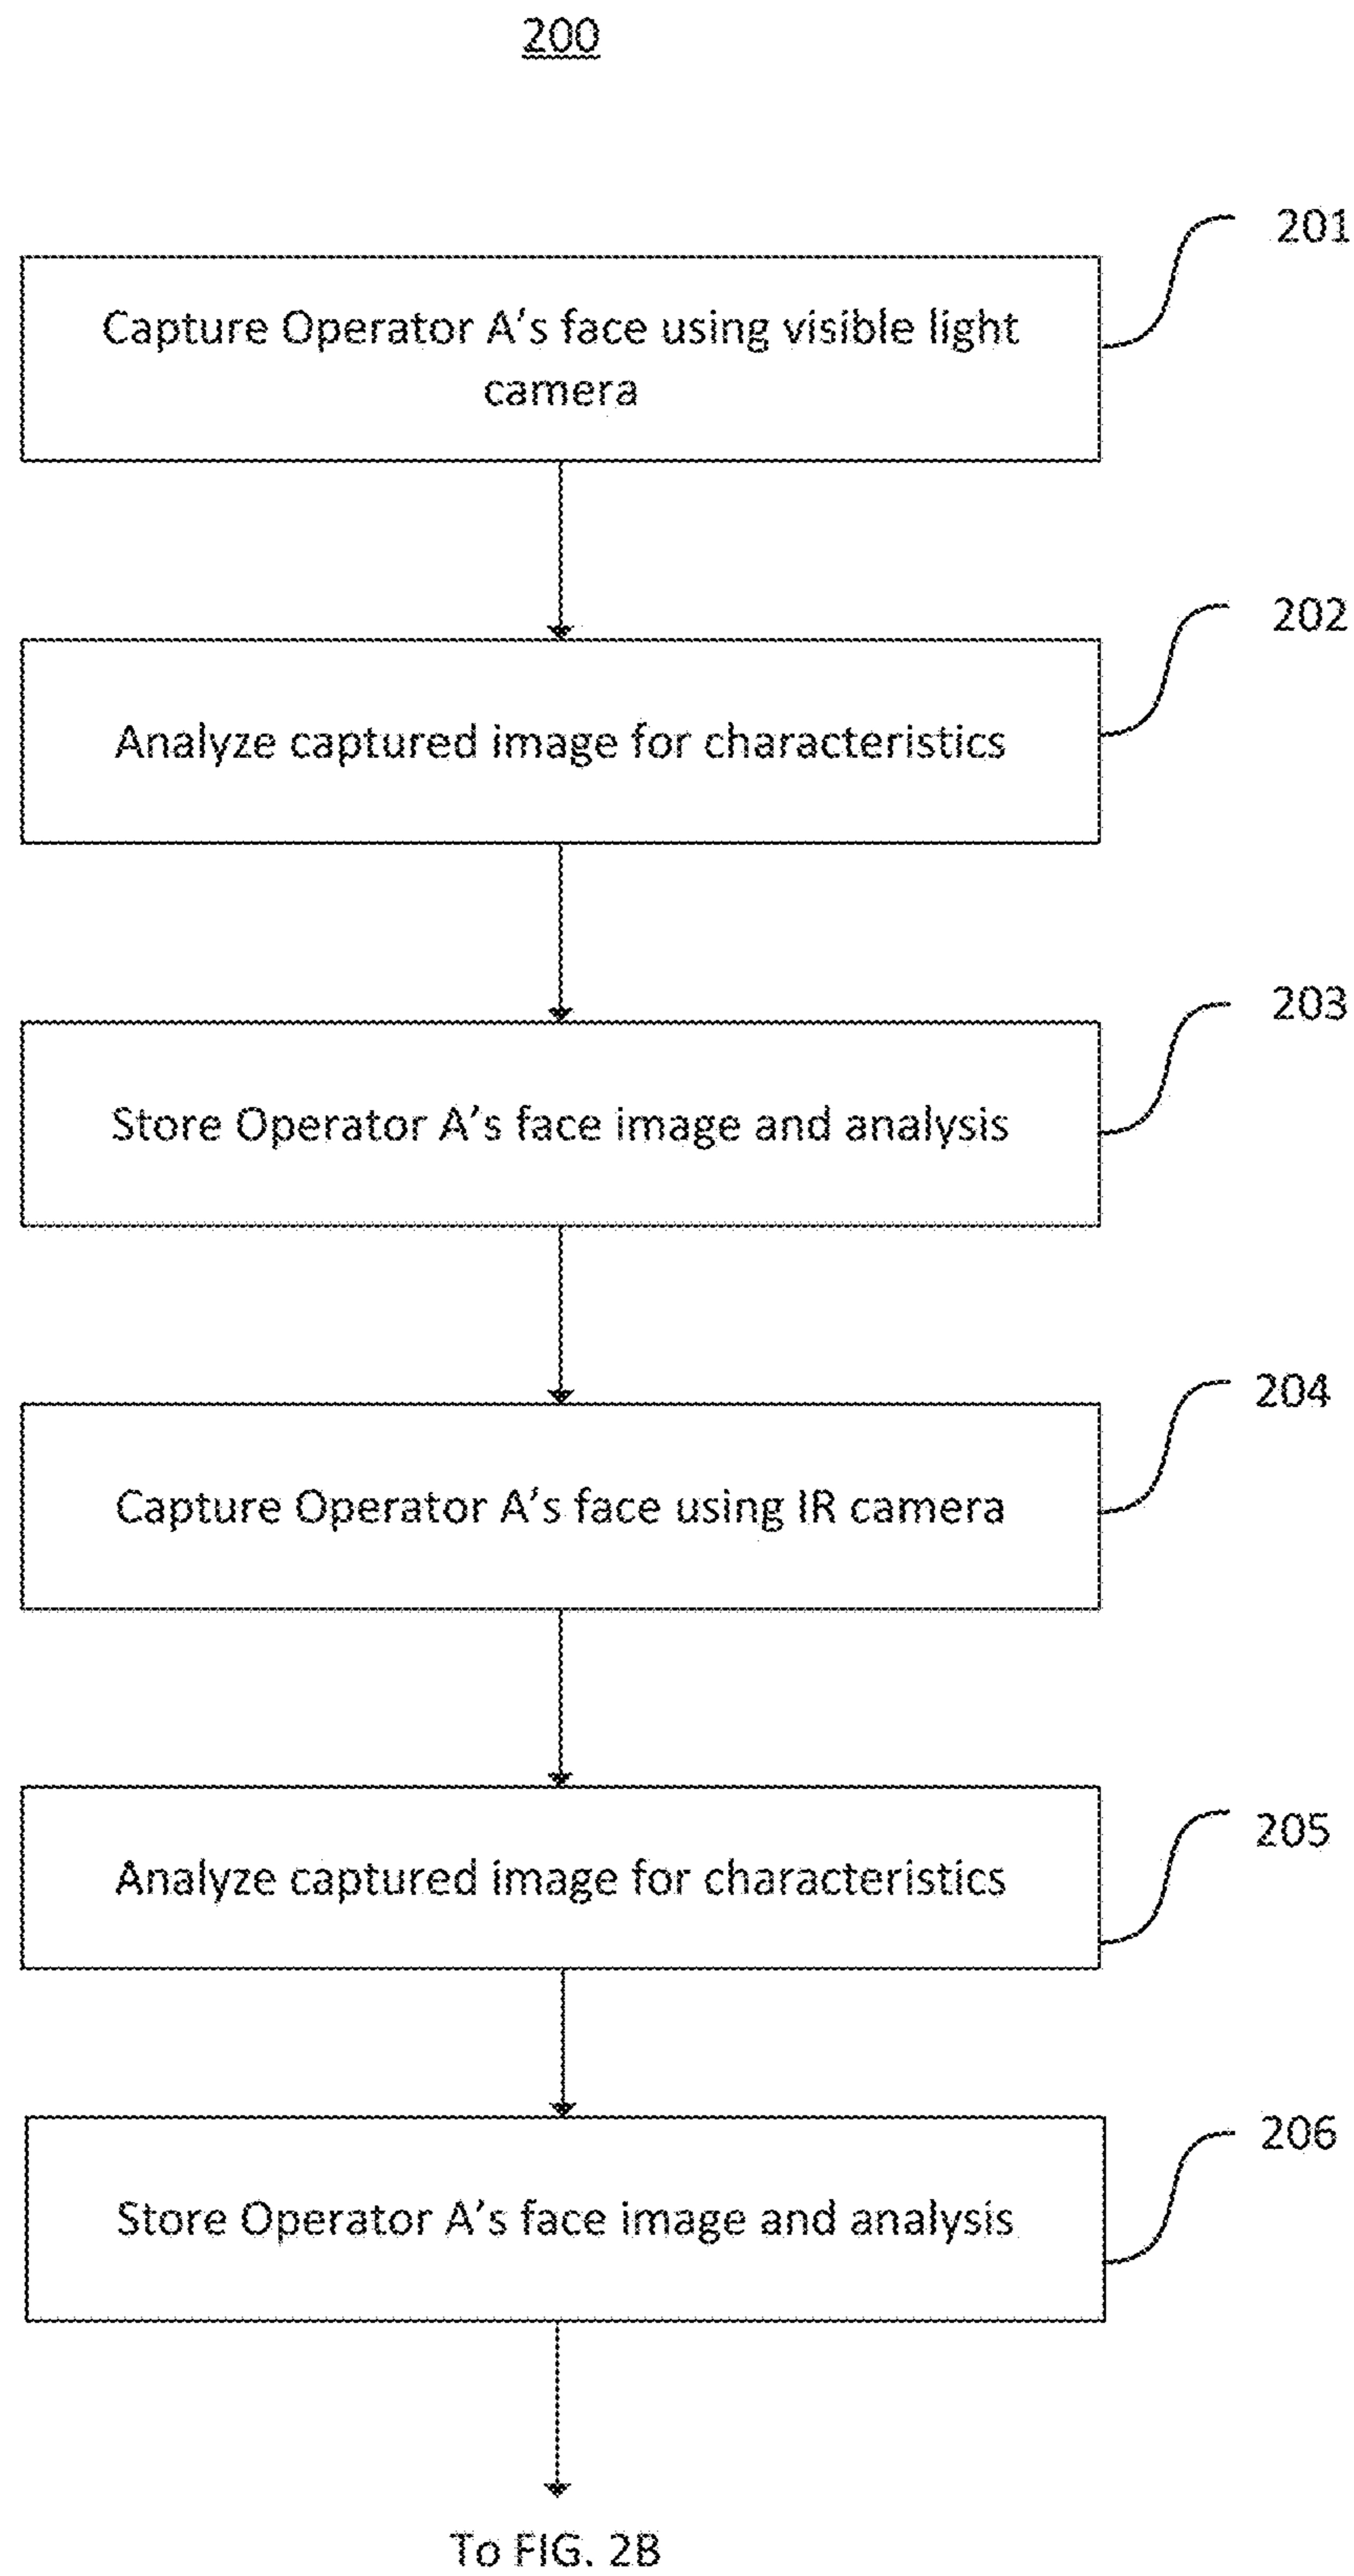 200
201
Capture Operator A's face using visible light
camera
202
Analyze captured image for characteristics
203
Store Operator A's face image and analysis
204
Capture Operator A's face using IR camera
205
Analyze captured image for characteristics
206
Store Operator A's face image and analysis
To FIG. 2B